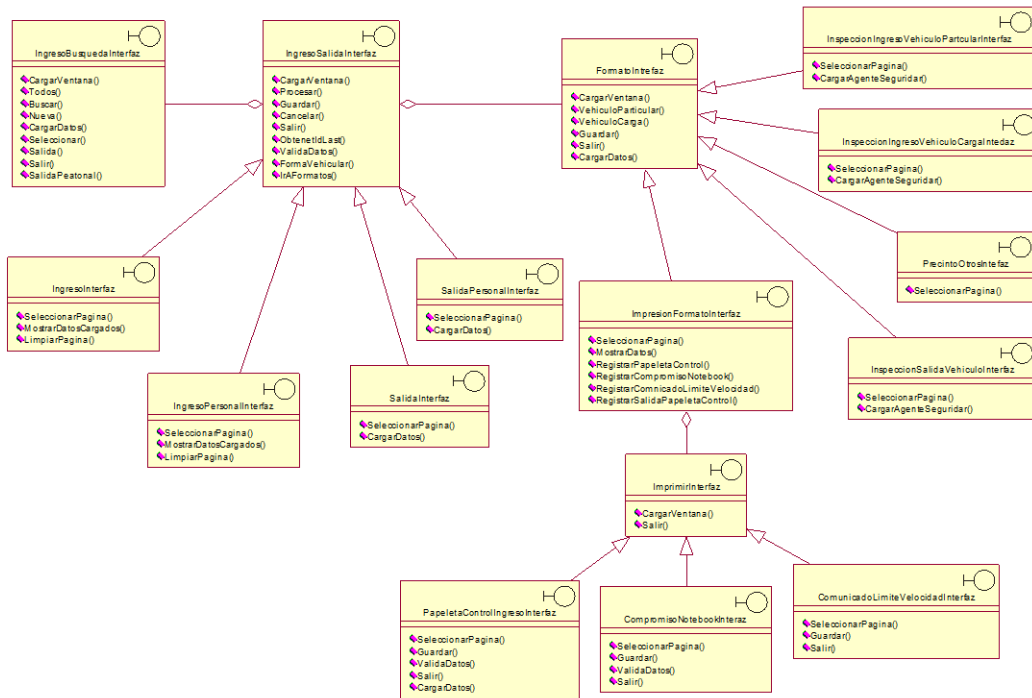 IngresoBusquedaInterfaz
CargarVentana()
Todos()
Buscar()
Nueva()
CargarDatos()
Seleccionar()
Salida()
Salir()
SalidaPeatonal()
IngresoSalidaInterfaz
CargarVentana()
Procesar()
Guardar()
Cancelar()
Salir()
ObtenetIdLast()
ValidaDatos()
FormaVehicular()
IrAFormatos()
FormatoIntrefaz
CargarVentana()
VehiculoParticular()
VehiculoCarga()
Guardar()
Salir()
CargarDatos()
InspeccionIngresoVehiculoPartcularInterfaz
SeleccionarPagina()
CargarAgenteSeguridar()
InspeccionIngresoVehiculoCargaIntedaz
SeleccionarPagina()
CargarAgenteSeguridar()
PrecintoOtrosIntefaz
SeleccionarPagina()
IngresoInterfaz
SeleccionarPagina()
MostrarDatosCargados()
LimpiarPagina()
SalidaPersonalInterfaz
SeleccionarPagina()
CargarDatos()
ImpresionFormatoInterfaz
SeleccionarPagina()
MostrarDatos()
RegistrarPapeletaControl()
RegistrarCompromisoNotebook()
RegistrarComnicadoLimiteVelocidad()
RegistrarSalidaPapeletaControl()
InspeccionSalidaVehiculoInterfaz
SeleccionarPagina()
CargarAgenteSeguridar()
IngresoPersonalInterfaz
SeleccionarPagina()
MostrarDatosCargados()
LimpiarPagina()
SalidaInterfaz
SeleccionarPagina()
CargarDatos()
ImprimirInterfaz
CargarVentana()
Salir()
PapeletaControlIngresoInterfaz
SeleccionarPagina()
Guardar()
ValidaDatos()
Salir()
CargarDatos()
CompromisoNotebookInteraz
SeleccionarPagina()
Guardar()
ValidaDatos()
Salir()
ComunicadoLimiteVelocidadInterfaz
SeleccionarPagina()
Guardar()
Salir()